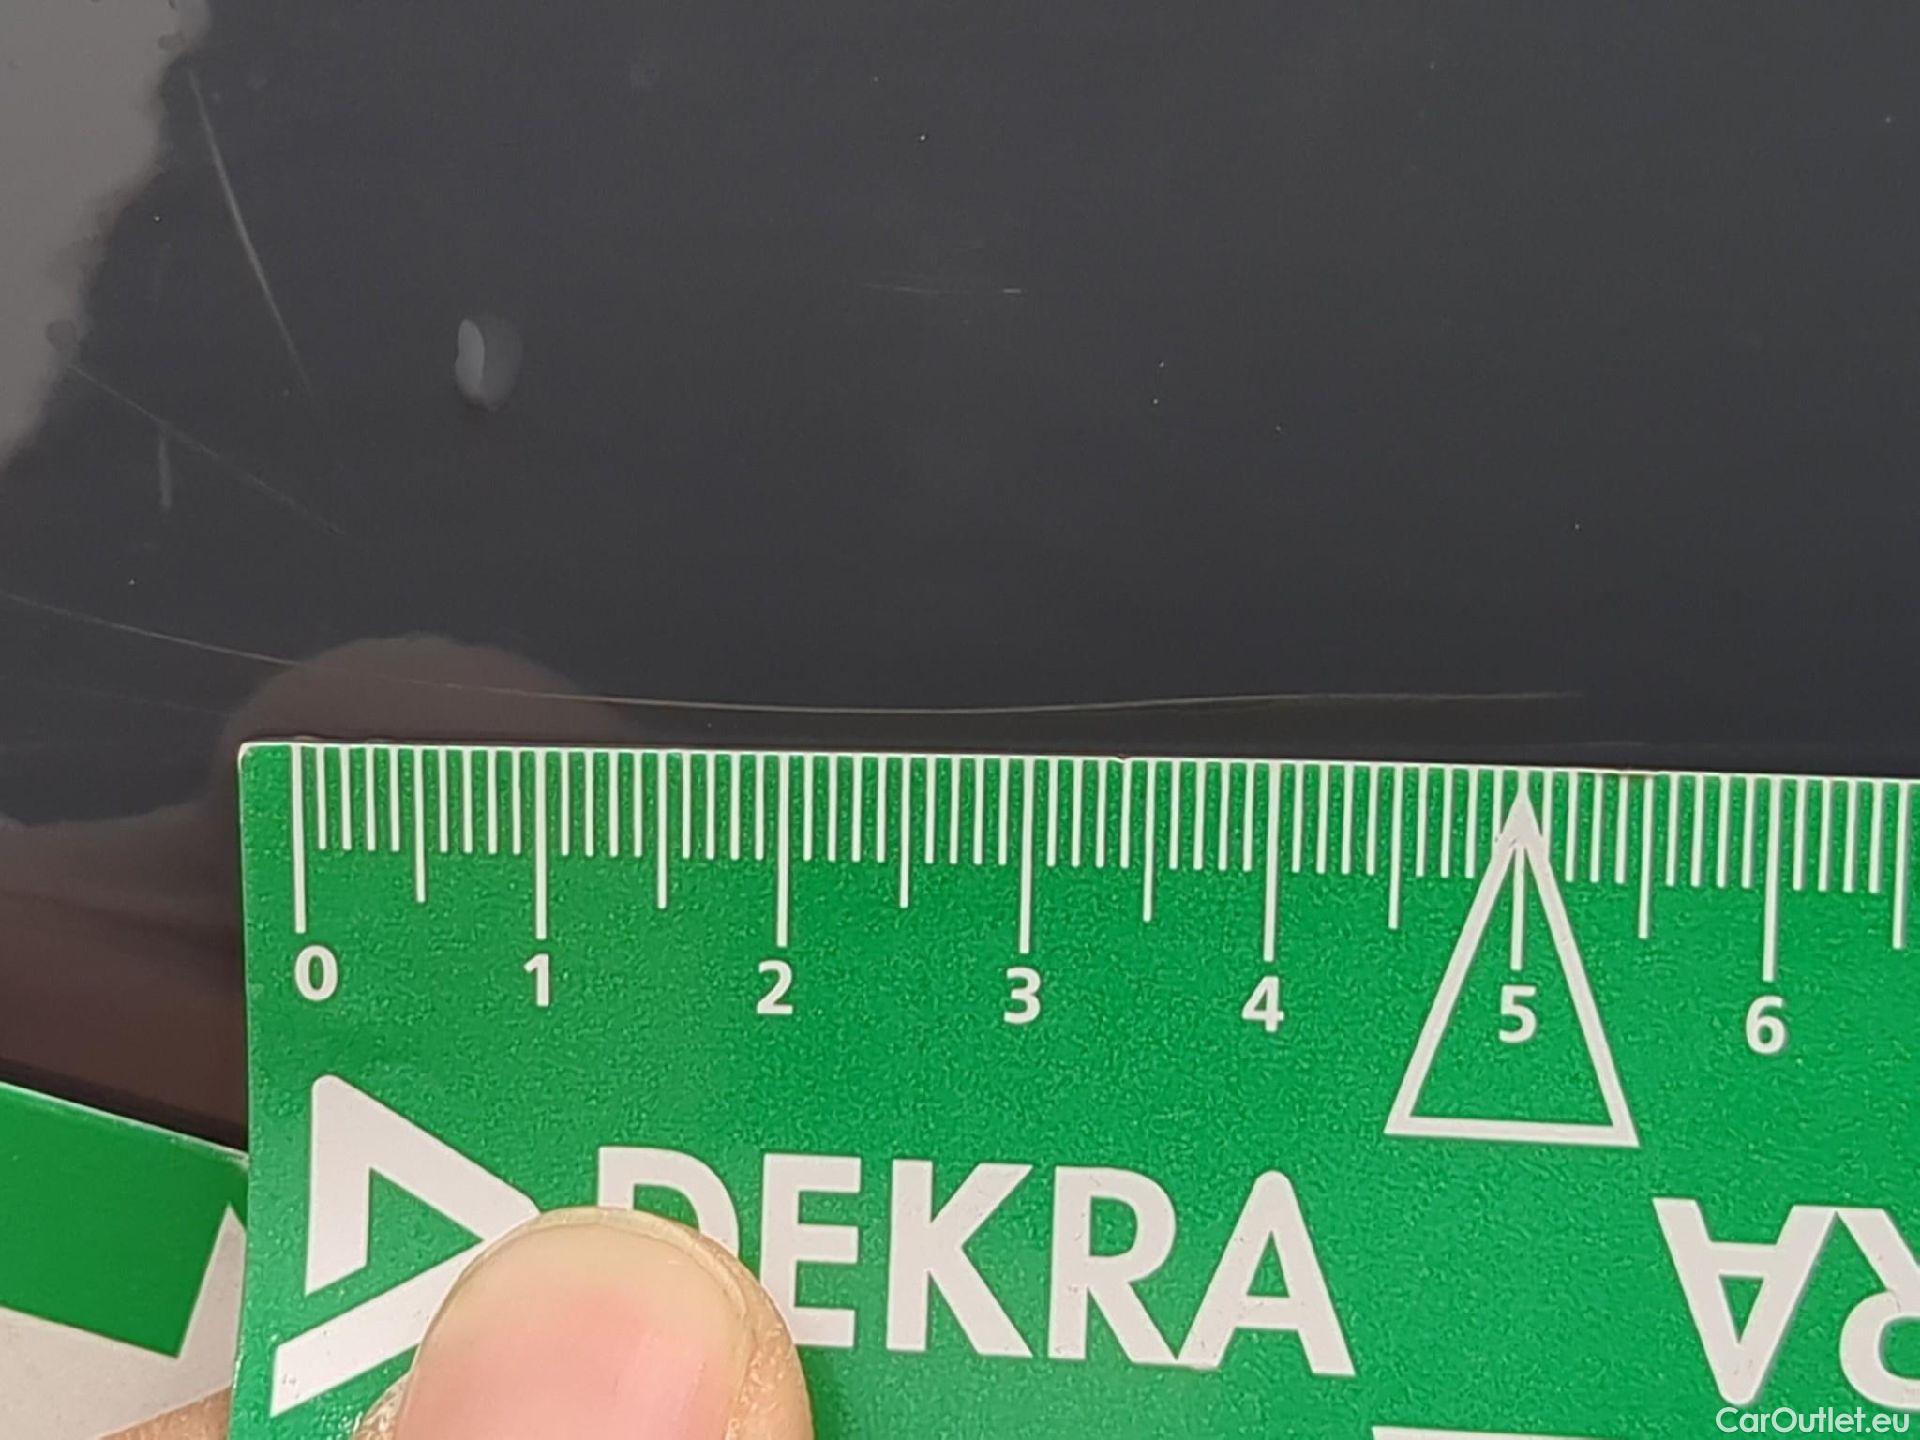 0 1 2 3 4 5 6
DEKRA
RA
CarOutlet.eu